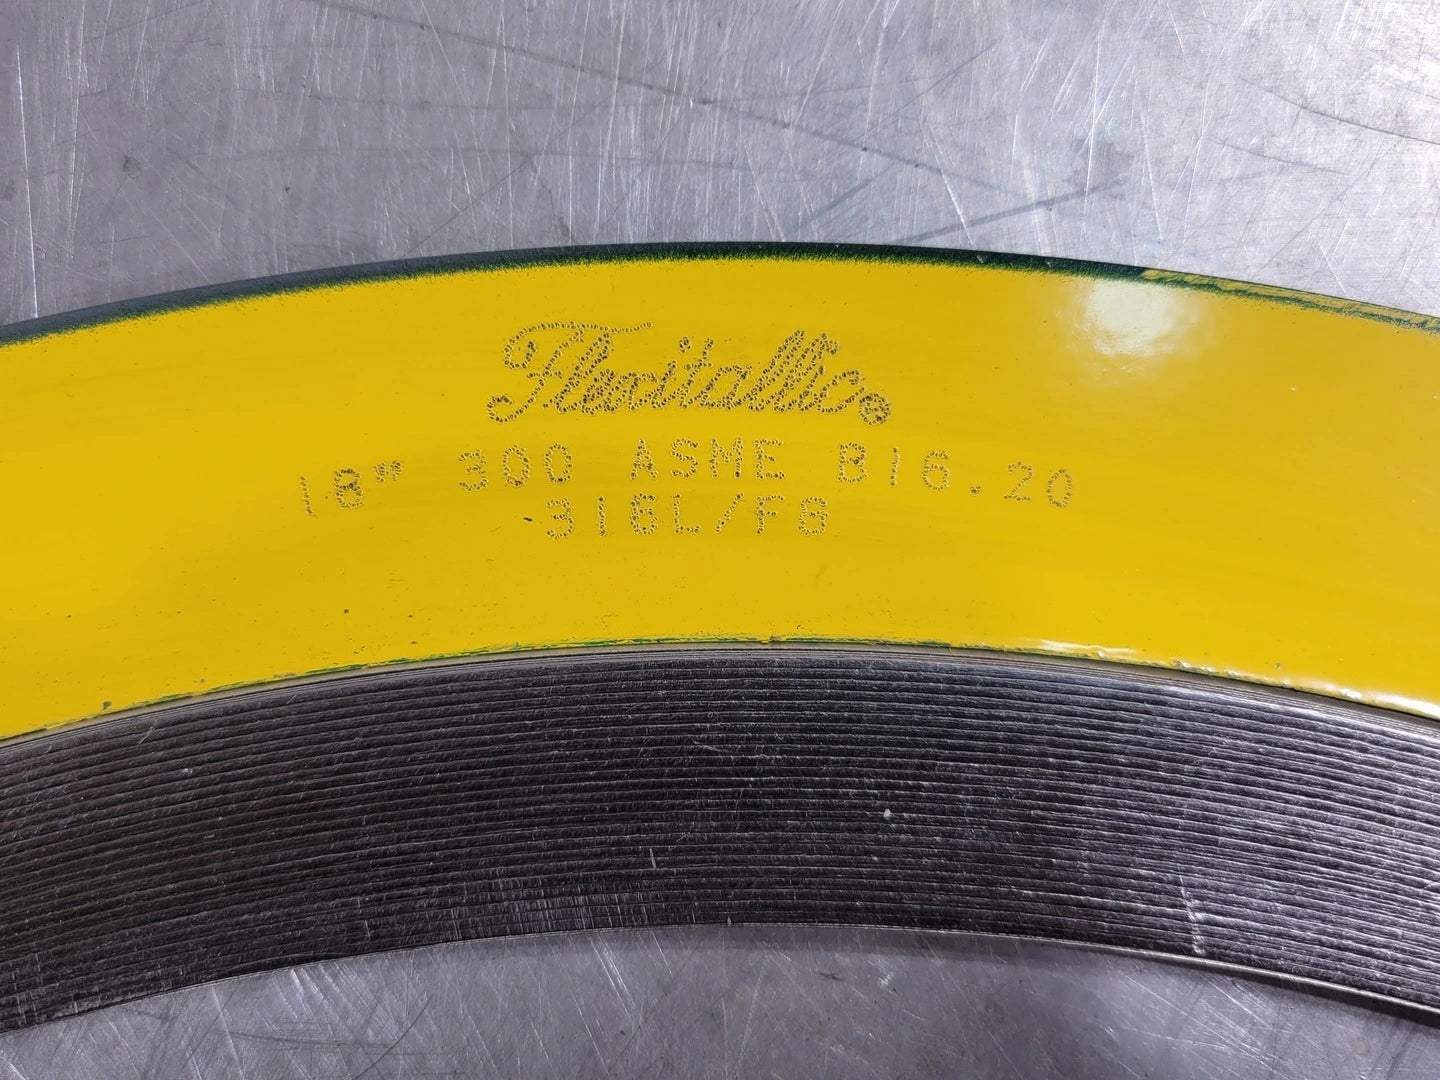 Flexitallic®
18" 300 ASME B16.20
316L/FG